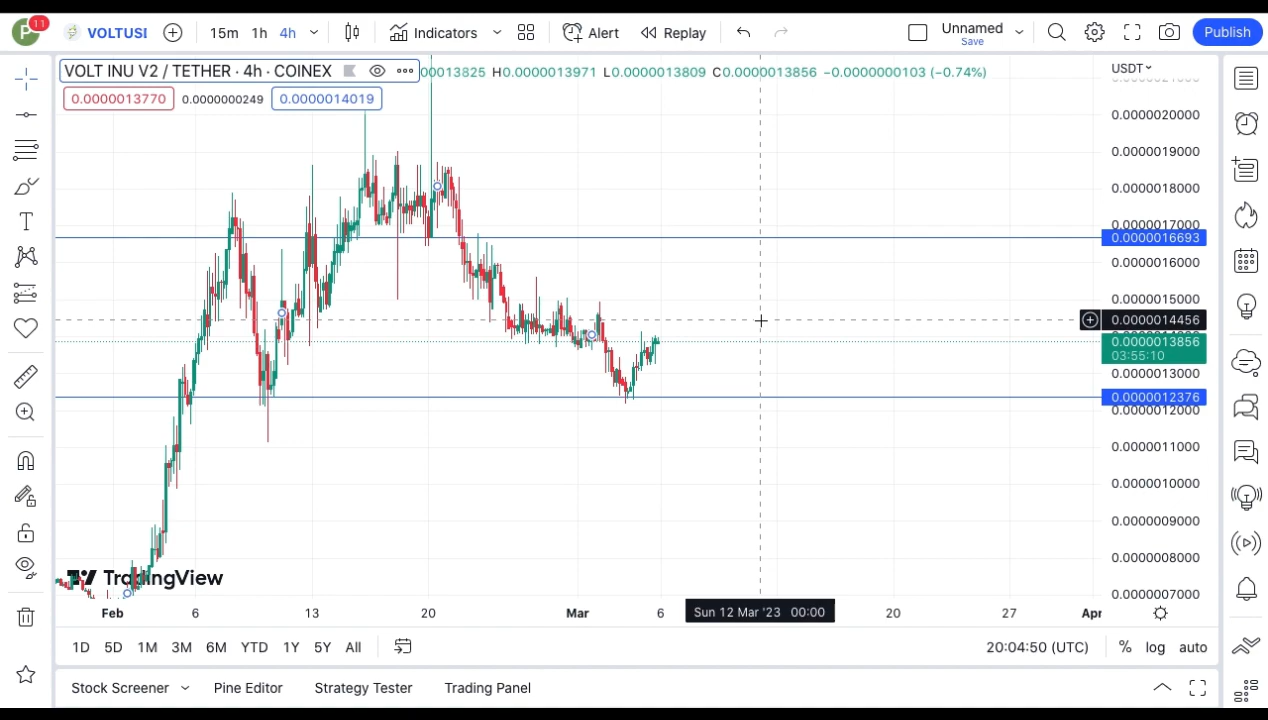 P 11 VOLTUSI 15m 1h 4h Indicators Alert Replay Unnamed Save Publish
VOLT INU V2 / TETHER · 4h · COINEX 0000013825 H0.0000013971 L0.0000013809 C0.0000013856 −0.0000000103 (−0.74%) USDT
0.0000013770 0.0000000249 0.0000014019
0.0000020000
0.0000019000
0.0000018000
0.0000017000
0.0000016693
0.0000016000
0.0000015000
0.0000014456
0.0000013856
03:55:10
0.0000013000
0.0000012376
0.0000012000
0.0000011000
0.0000010000
0.0000009000
0.0000008000
TradingView
0.0000007000
Feb 6 13 20 Mar 6 Sun 12 Mar '23 00:00 20 27 Apr
1D 5D 1M 3M 6M YTD 1Y 5Y All 20:04:50 (UTC) % log auto
Stock Screener Pine Editor Strategy Tester Trading Panel